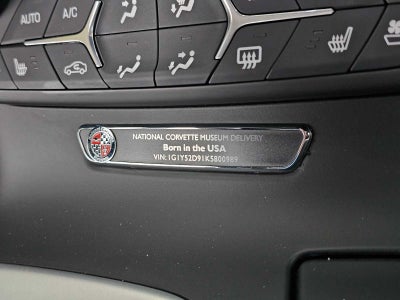 AUTO
A/C
NATIONAL CORVETTE MUSEUM DELIVERY
Born in the USA
VIN: 1G1Y52D91K5800989